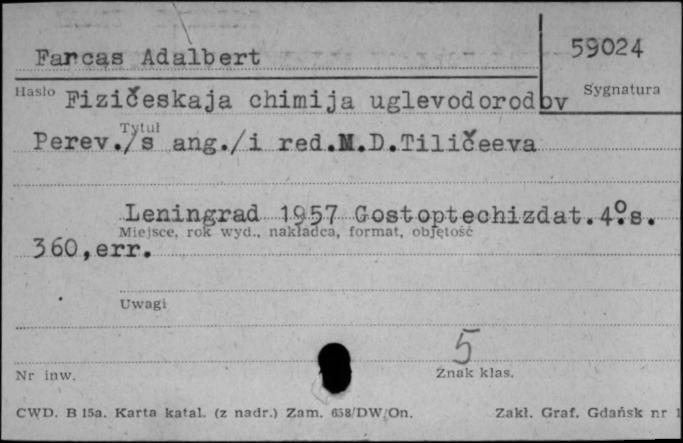 59024
Farcas Adalbert
Hasło
Sygnatura
Fizičeskaja chimija uglevodorodov
Tytuł
Perev./s ang./i red.M.D.Tiličeeva
Leningrad 1957 Gostoptechizdat.4º.s.
Miejsce, rok wyd., nakładca, format, objętość
360,err.
Uwagi
5
Nr inw.
Znak klas.
CWD. B 15a. Karta katal. (z nadr.) Zam. 658/DW/On.
Zakł. Graf. Gdańsk nr 1